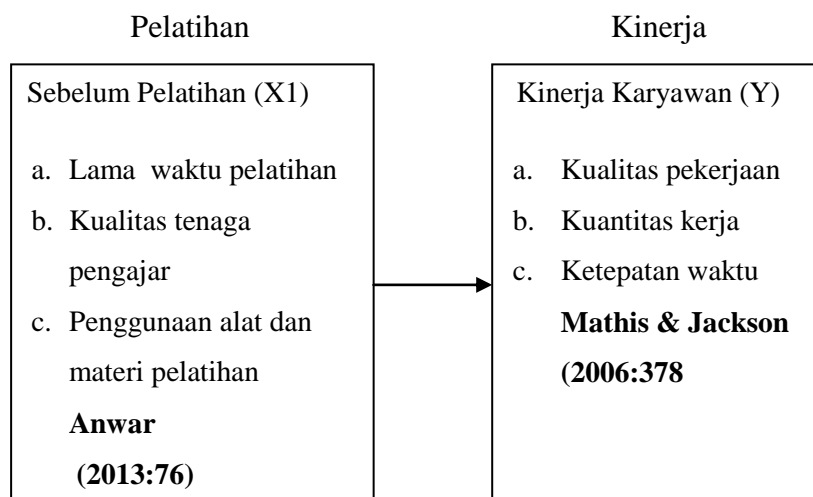 Pelatihan
Kinerja
Sebelum Pelatihan (X1)
a. Lama waktu pelatihan
b. Kualitas tenaga
pengajar
c. Penggunaan alat dan
materi pelatihan
Anwar
(2013:76)
Kinerja Karyawan (Y)
a. Kualitas pekerjaan
b. Kuantitas kerja
c. Ketepatan waktu
Mathis & Jackson
(2006:378